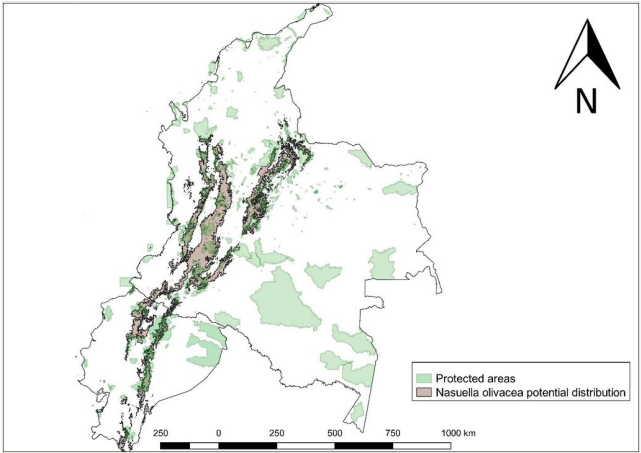 N
Protected areas
Nasuella olivacea potential distribution
250 0 250 500 750 1000 km